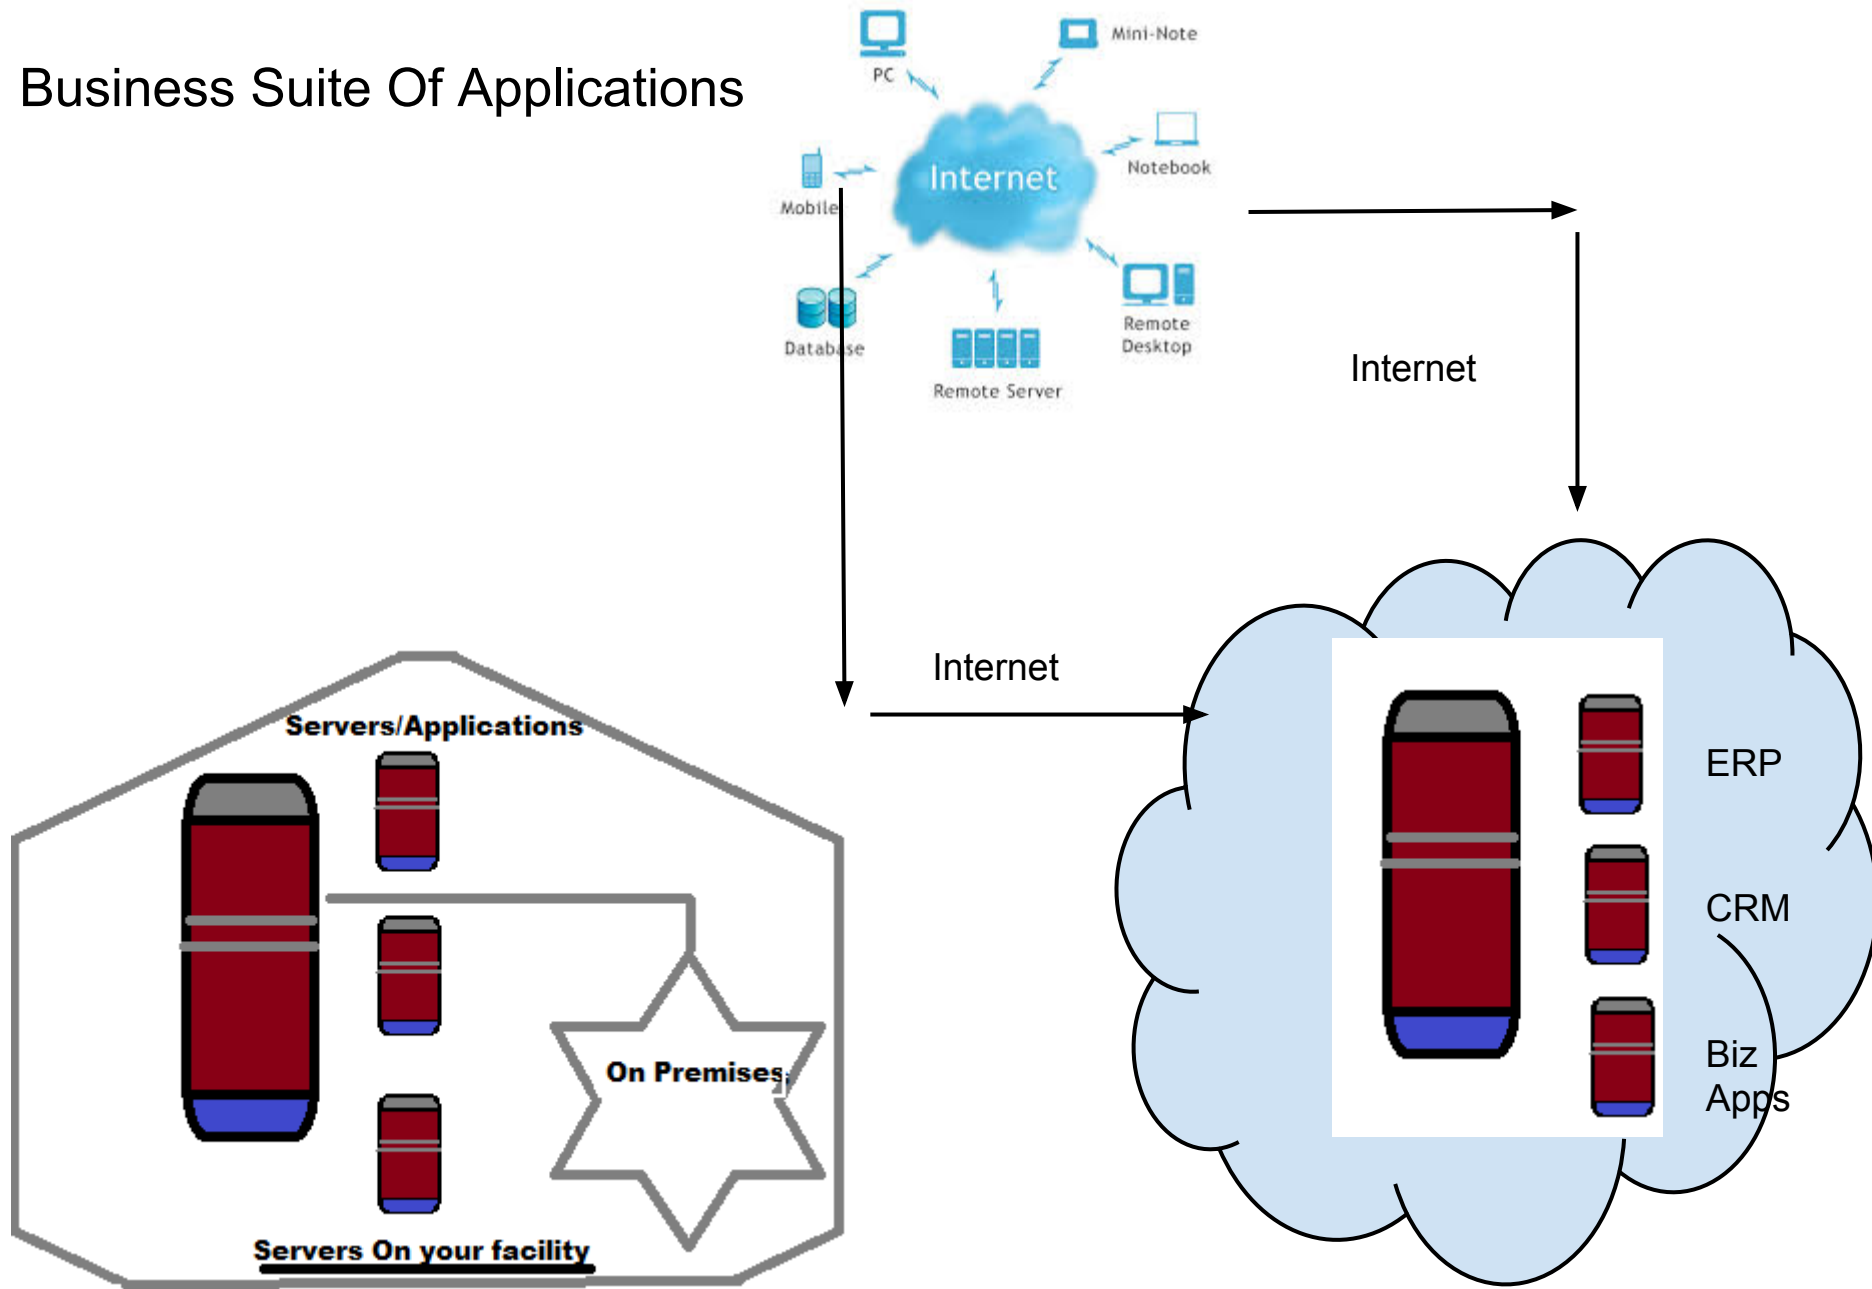 Business Suite Of Applications
PC
Mini-Note
Internet
Notebook
Mobile
Database
Remote Server
Remote
Desktop
Internet
Internet
Servers/Applications
On Premises
Servers On your facility
ERP
CRM
Biz
Apps